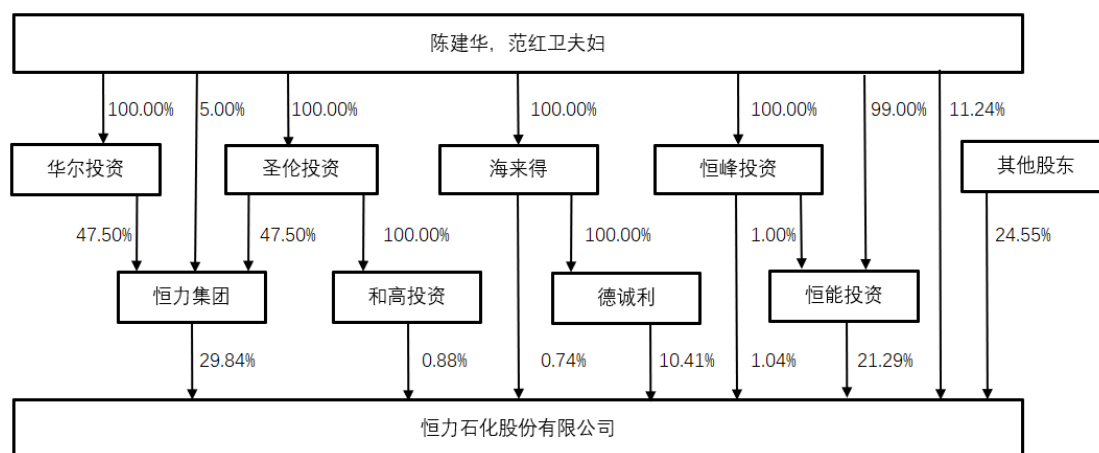 陈建华，范红卫夫妇
100.00%
5.00%
100.00%
100.00%
100.00%
99.00%
11.24%
华尔投资
圣伦投资
海来得
恒峰投资
其他股东
47.50%
47.50%
100.00%
100.00%
1.00%
24.55%
恒力集团
和高投资
德诚利
恒能投资
29.84%
0.88%
0.74%
10.41%
1.04%
21.29%
恒力石化股份有限公司